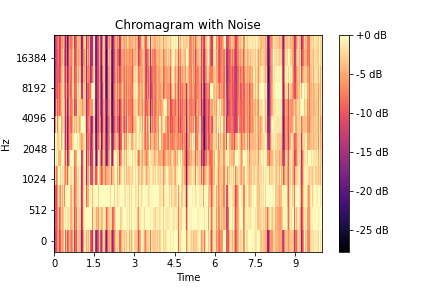 Chromagram with Noise
Hz
16384
8192
4096
2048
1024
512
0
0 1.5 3 4.5 6 7.5 9
Time
+0 dB
-5 dB
-10 dB
-15 dB
-20 dB
-25 dB